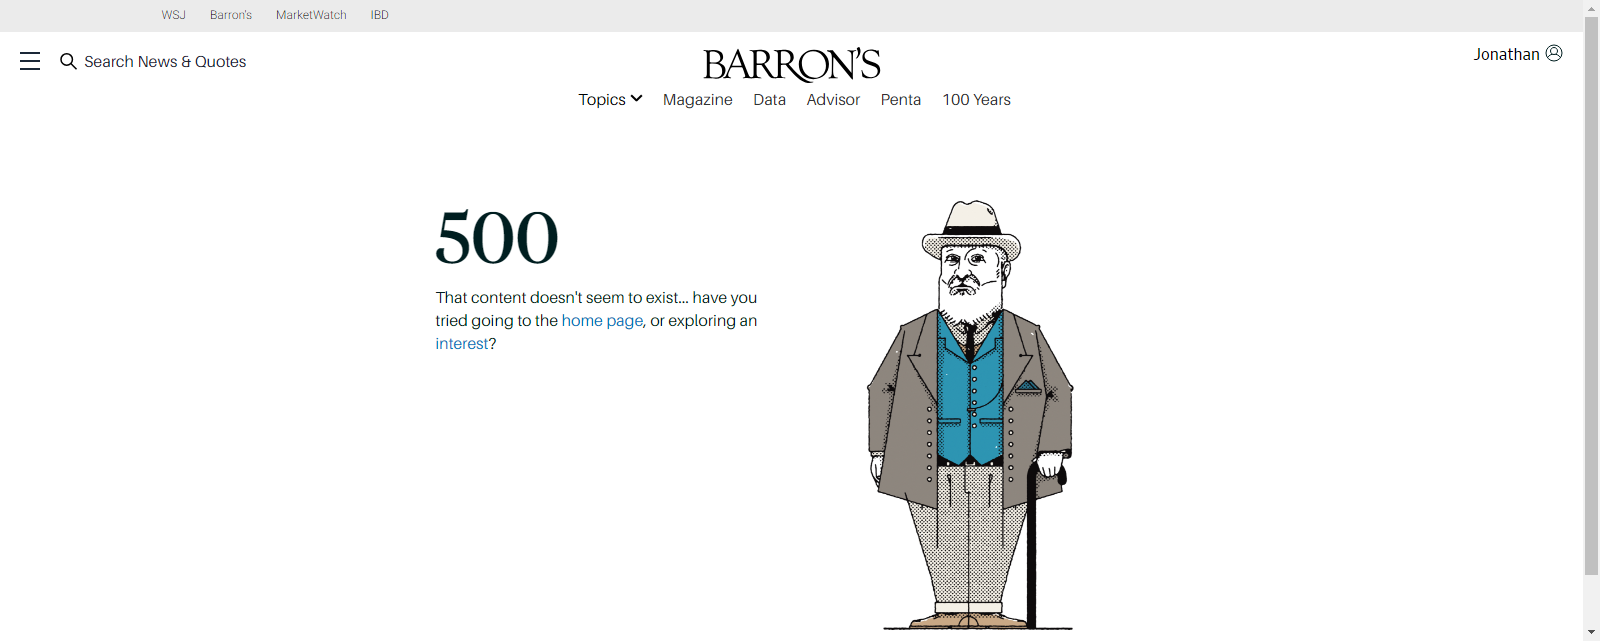 WSJ Barron's MarketWatch IBD
Search News & Quotes
BARRON'S
Jonathan
Topics Magazine Data Advisor Penta 100 Years
500
That content doesn't seem to exist... have you
tried going to the home page, or exploring an
interest?